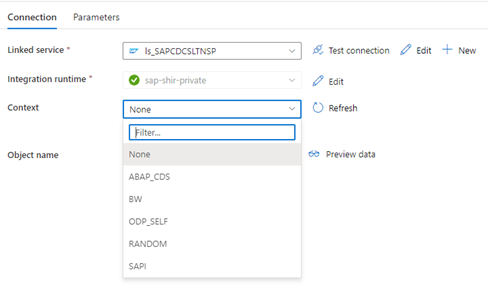 Connection Parameters
Linked service * ls_SAPCDCSLTNSP Test connection Edit New
Integration runtime * sap-shir-private Edit
Context None Refresh
Filter...
Object name None Preview data
ABAP_CDS
BW
ODP_SELF
RANDOM
SAPI